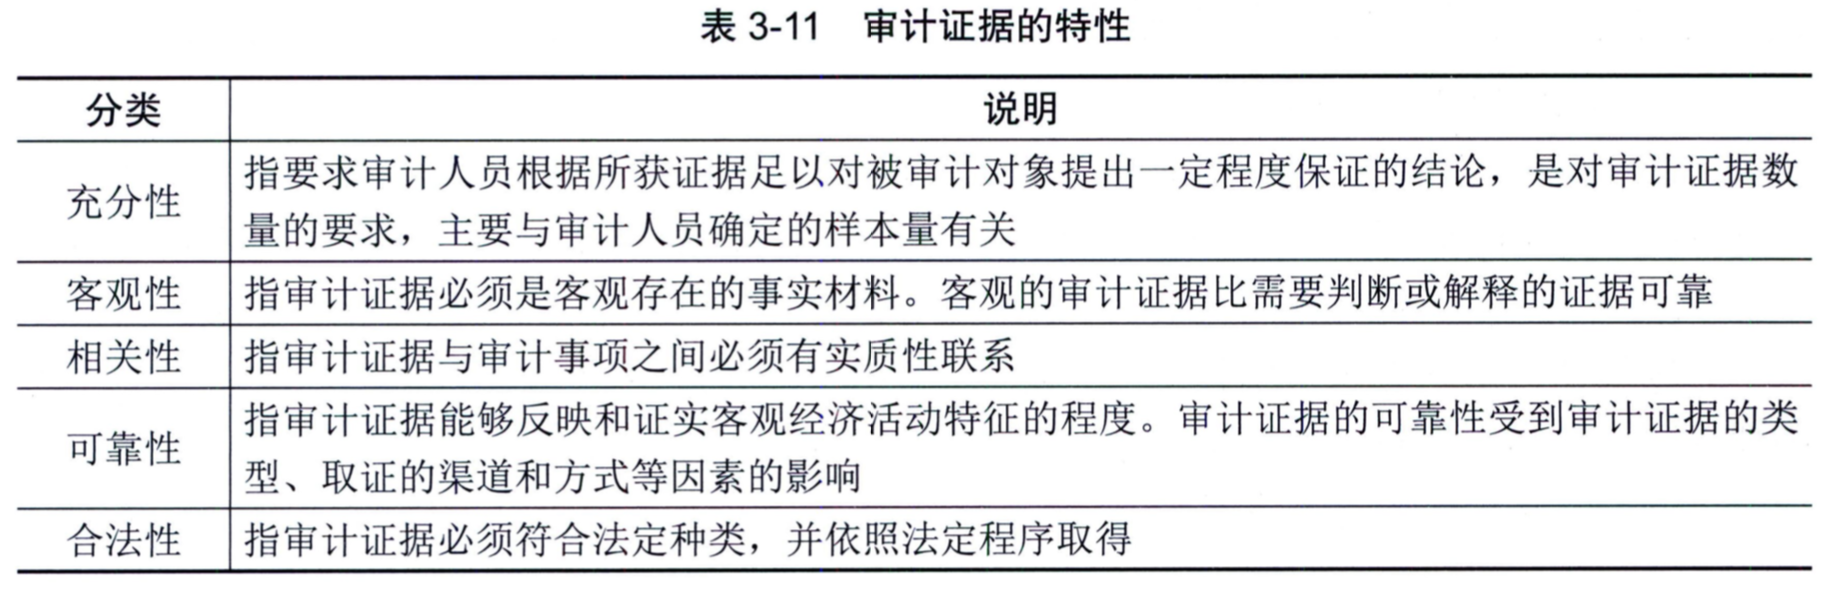 表 3-11 审计证据的特性
分类 说明
充分性
指要求审计人员根据所获证据足以对被审计对象提出一定程度保证的结论，是对审计证据数
量的要求，主要与审计人员确定的样本量有关
客观性 指审计证据必须是客观存在的事实材料。客观的审计证据比需要判断或解释的证据可靠
相关性 指审计证据与审计事项之间必须有实质性联系
可靠性
指审计证据能够反映和证实客观经济活动特征的程度。审计证据的可靠性受到审计证据的类
型、取证的渠道和方式等因素的影响
合法性 指审计证据必须符合法定种类，并依照法定程序取得